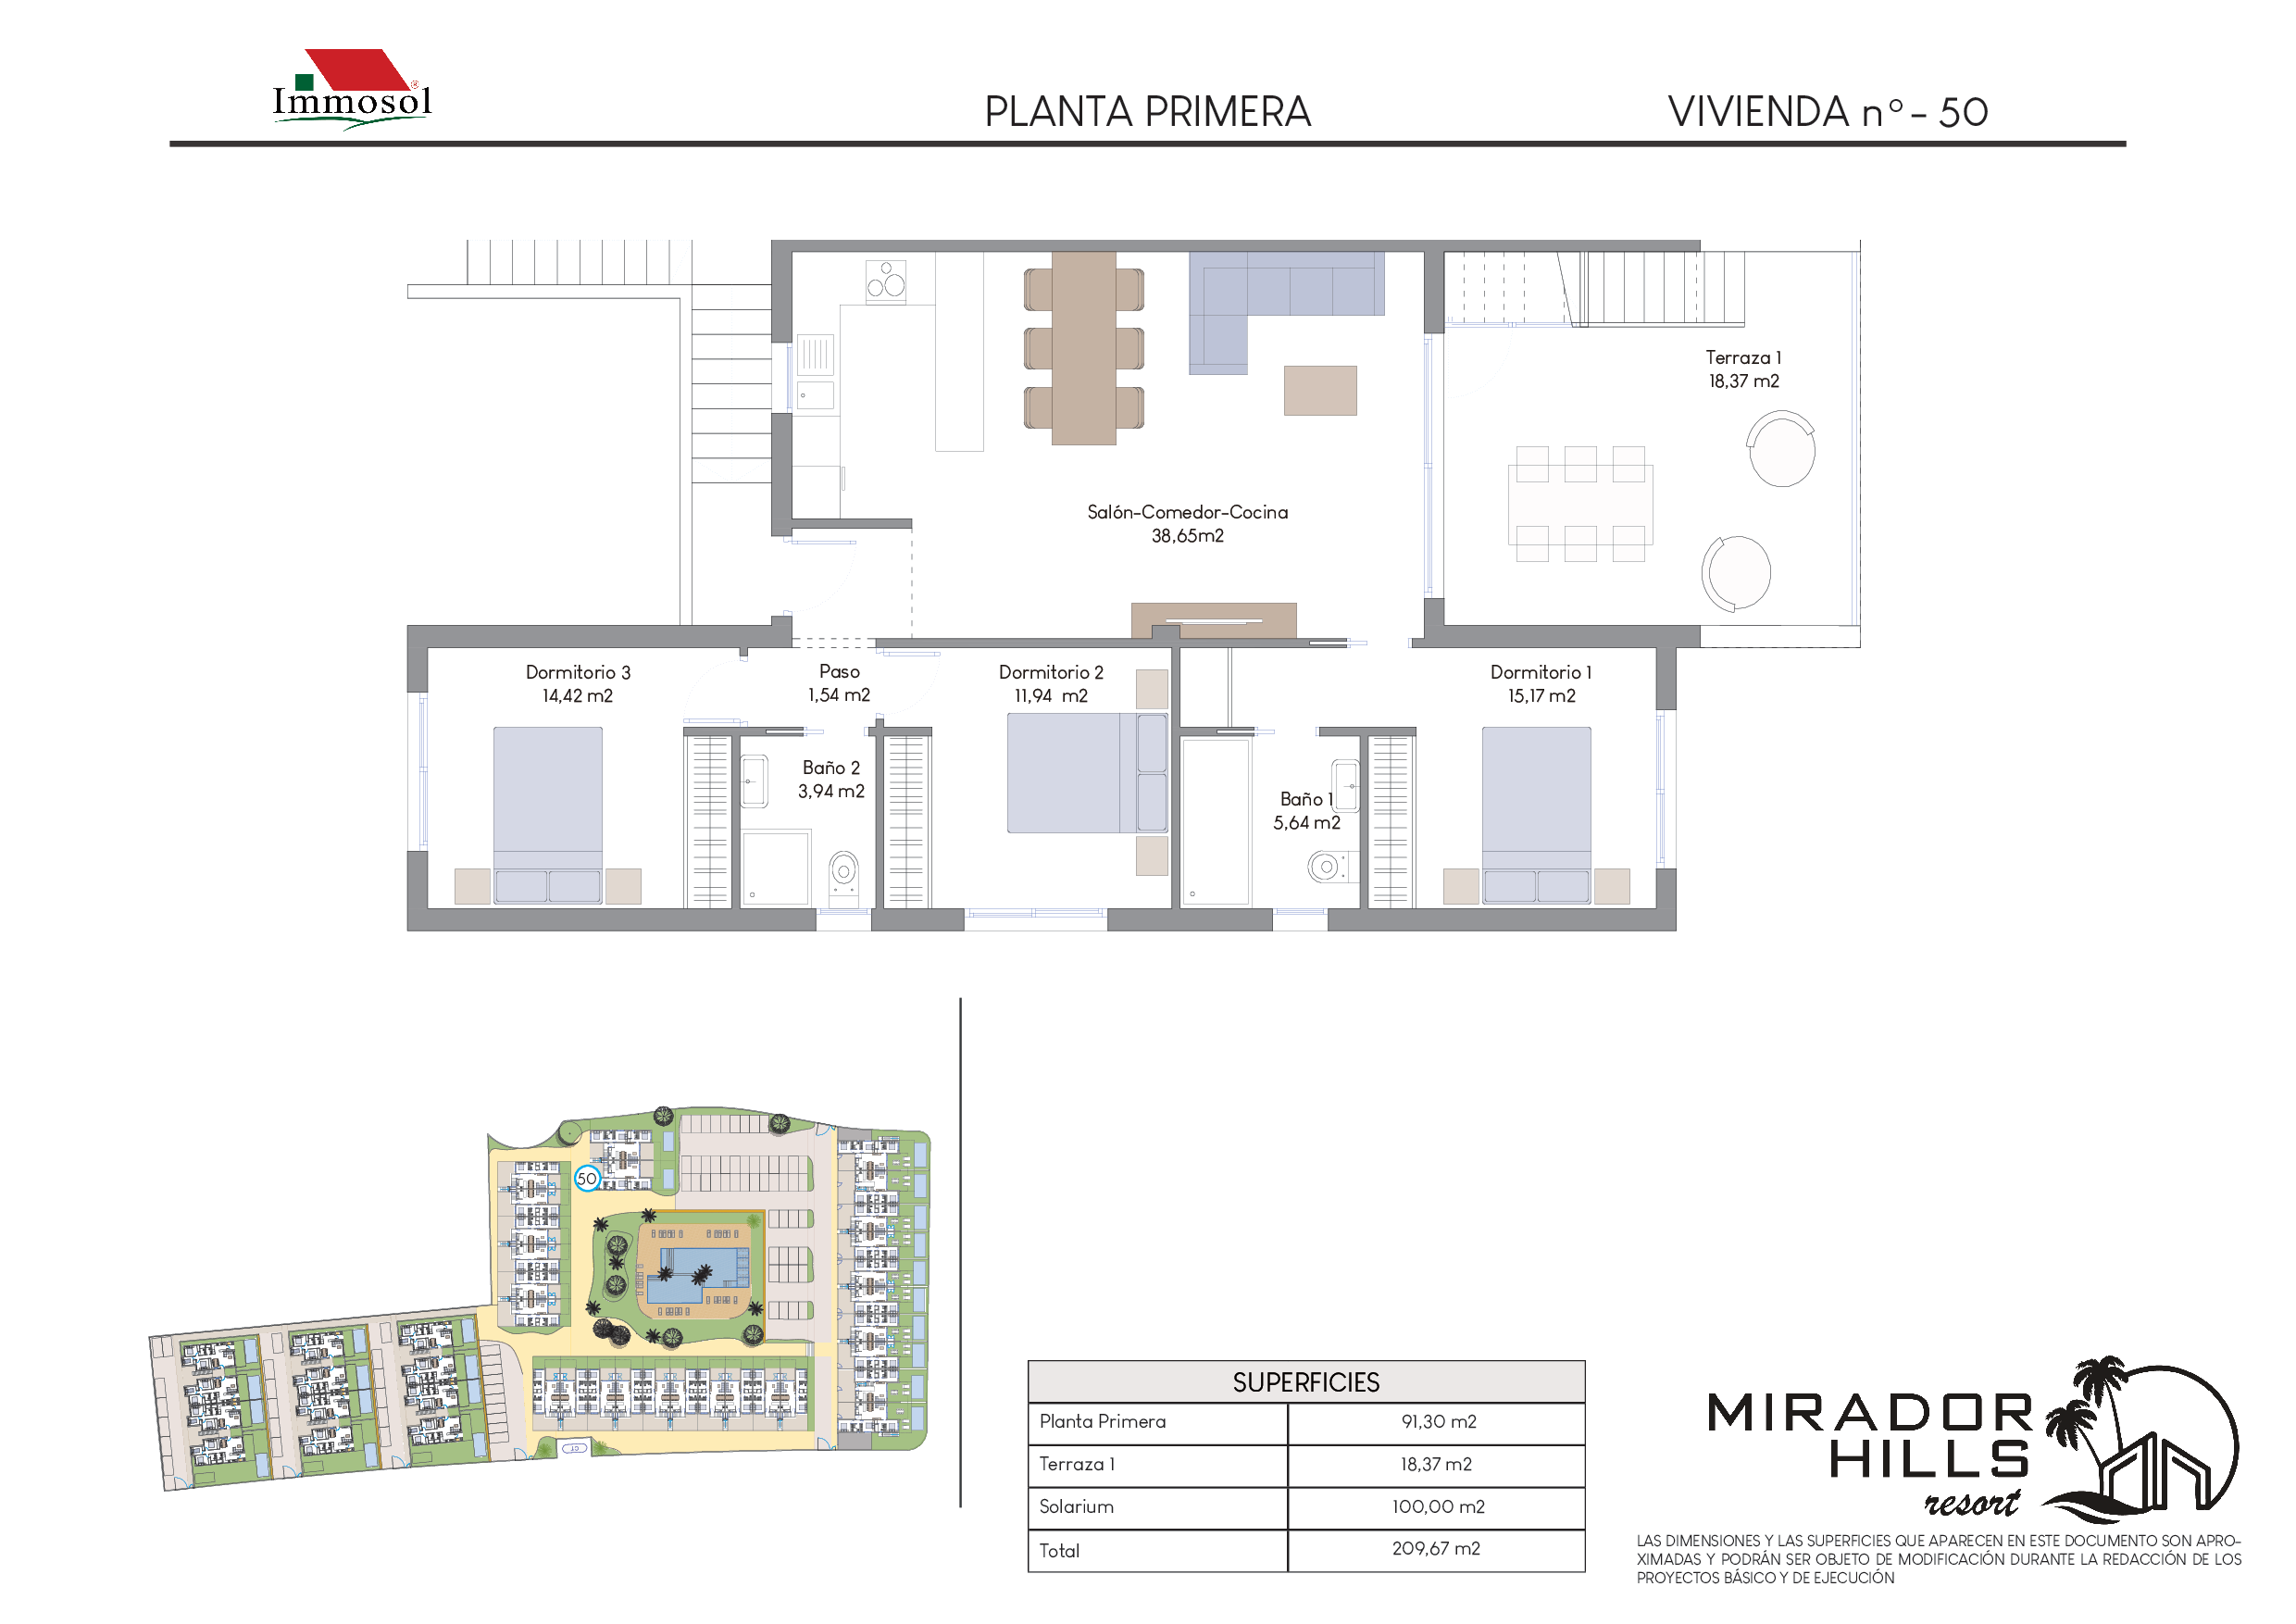 Immosol
PLANTA PRIMERA
VIVIENDA nº - 50
Terraza 1
18,37 m2
Salón-Comedor-Cocina
38,65m2
Dormitorio 3
14,42 m2
Paso
1,54 m2
Dormitorio 2
11,94 m2
Dormitorio 1
15,17 m2
Baño 2
3,94 m2
Baño 1
5,64 m2
50
CT
SUPERFICIES
Planta Primera 91,30 m2
Terraza 1 18,37 m2
Solarium 100,00 m2
Total 209,67 m2
MIRADOR
HILLS
resort
LAS DIMENSIONES Y LAS SUPERFICIES QUE APARECEN EN ESTE DOCUMENTO SON APRO-
XIMADAS Y PODRÁN SER OBJETO DE MODIFICACIÓN DURANTE LA REDACCIÓN DE LOS
PROYECTOS BÁSICO Y DE EJECUCIÓN